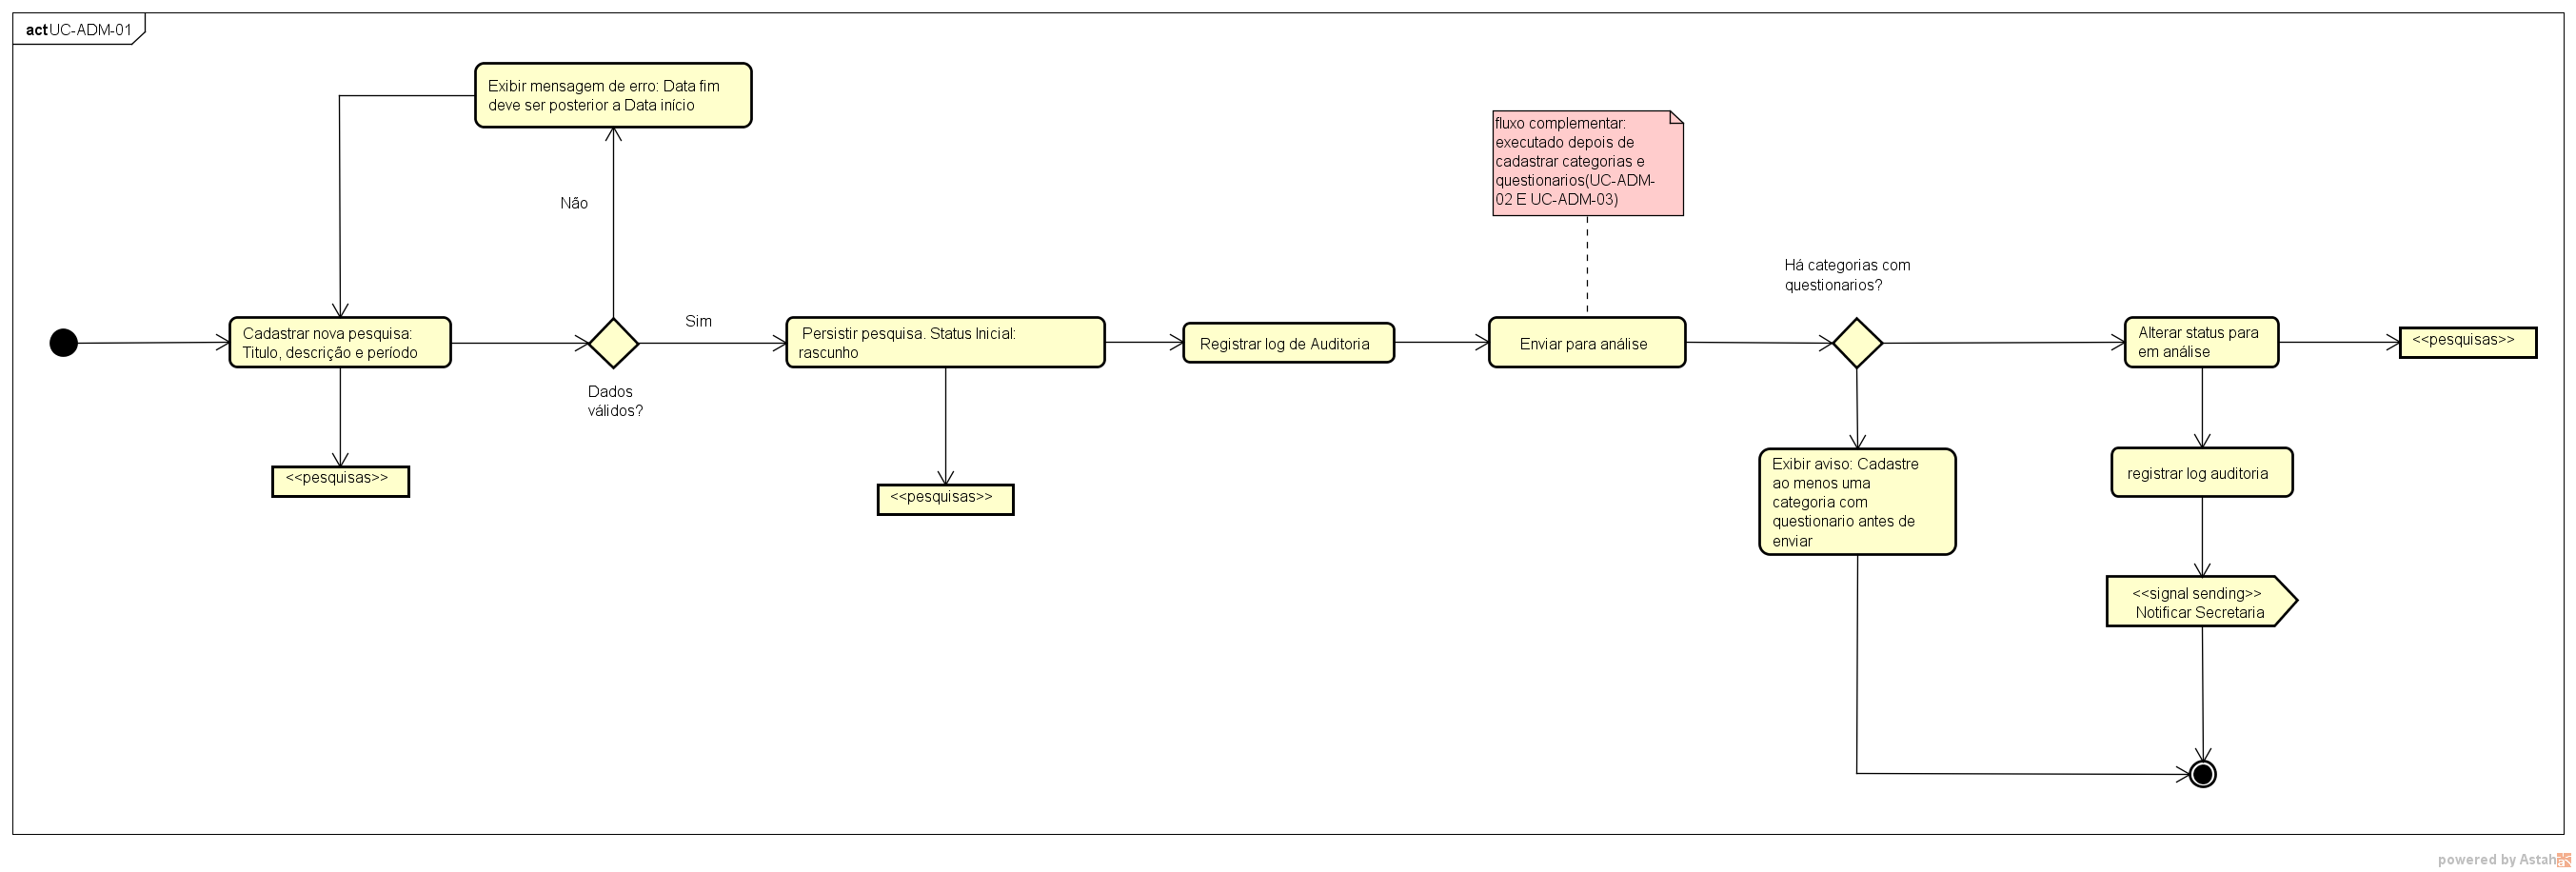 act UC-ADM-01
Exibir mensagem de erro: Data fim
deve ser posterior a Data início
fluxo complementar:
executado depois de
cadastrar categorias e
questionarios(UC-ADM-
02 E UC-ADM-03)
Não
Há categorias com
questionarios?
Sim
Cadastrar nova pesquisa:
Titulo, descrição e período
Persistir pesquisa. Status Inicial:
rascunho
Registrar log de Auditoria
Enviar para análise
Alterar status para
em análise
<<pesquisas>>
Dados
válidos?
<<pesquisas>>
<<pesquisas>>
Exibir aviso: Cadastre
ao menos uma
categoria com
questionario antes de
enviar
registrar log auditoria
<<signal sending>>
Notificar Secretaria
powered by Astah